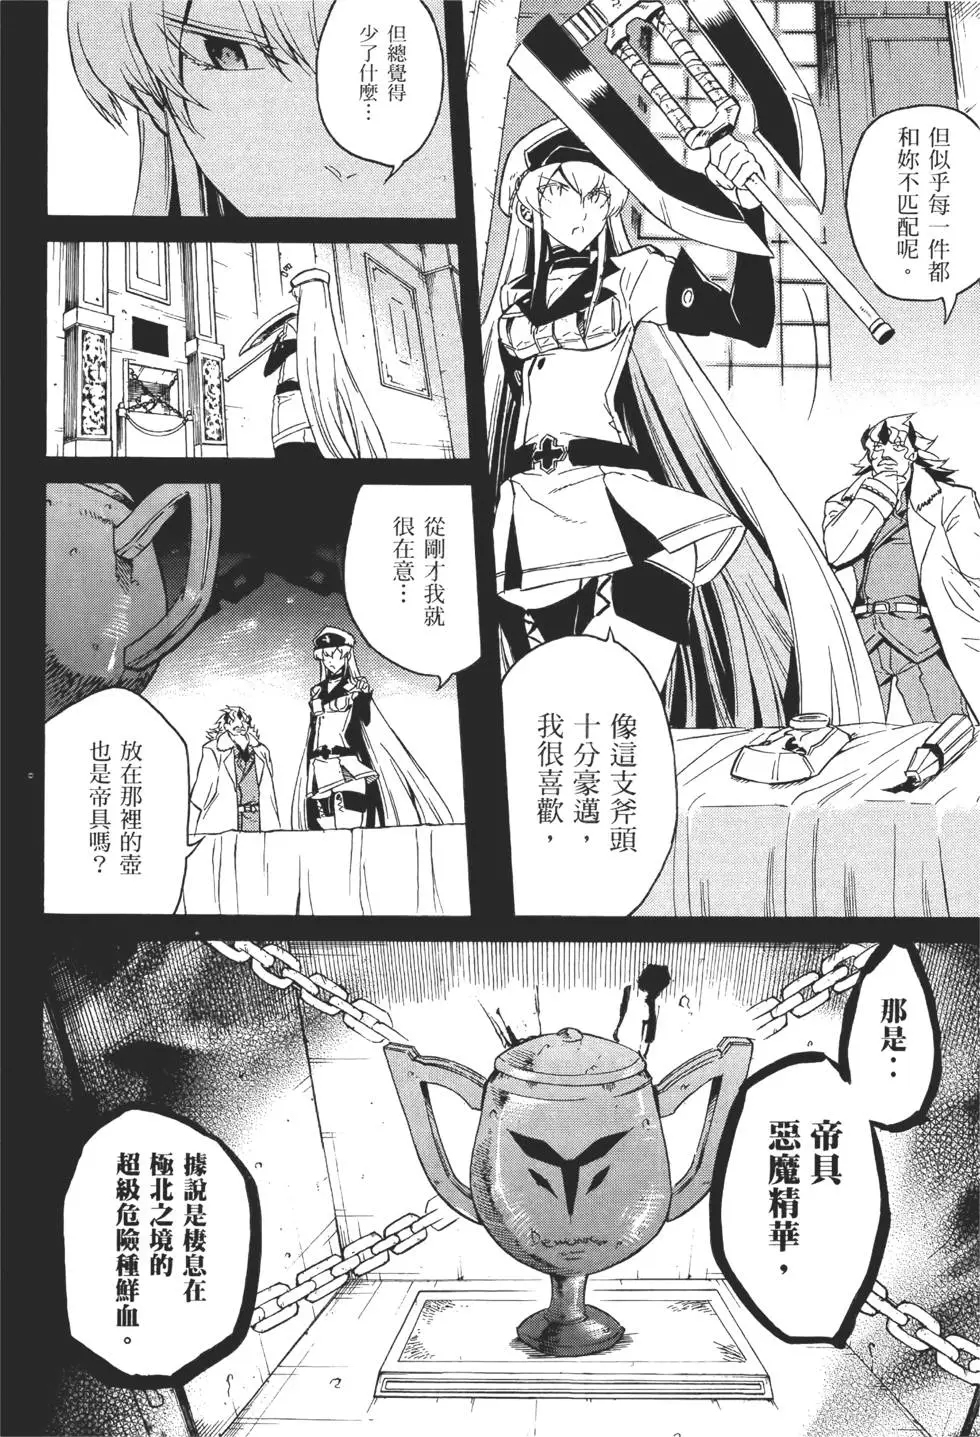 但似乎每一件都
和妳不匹配呢。
像這支斧頭
十分豪邁，
我很喜歡，
但總覺得
少了什麼…
從剛才我就
很在意…
放在那裡的壺
也是帝具嗎？
那是…
帝具
惡魔精華，
DEMONS
據說是棲息在
極北之境的
超級危險種鮮血。